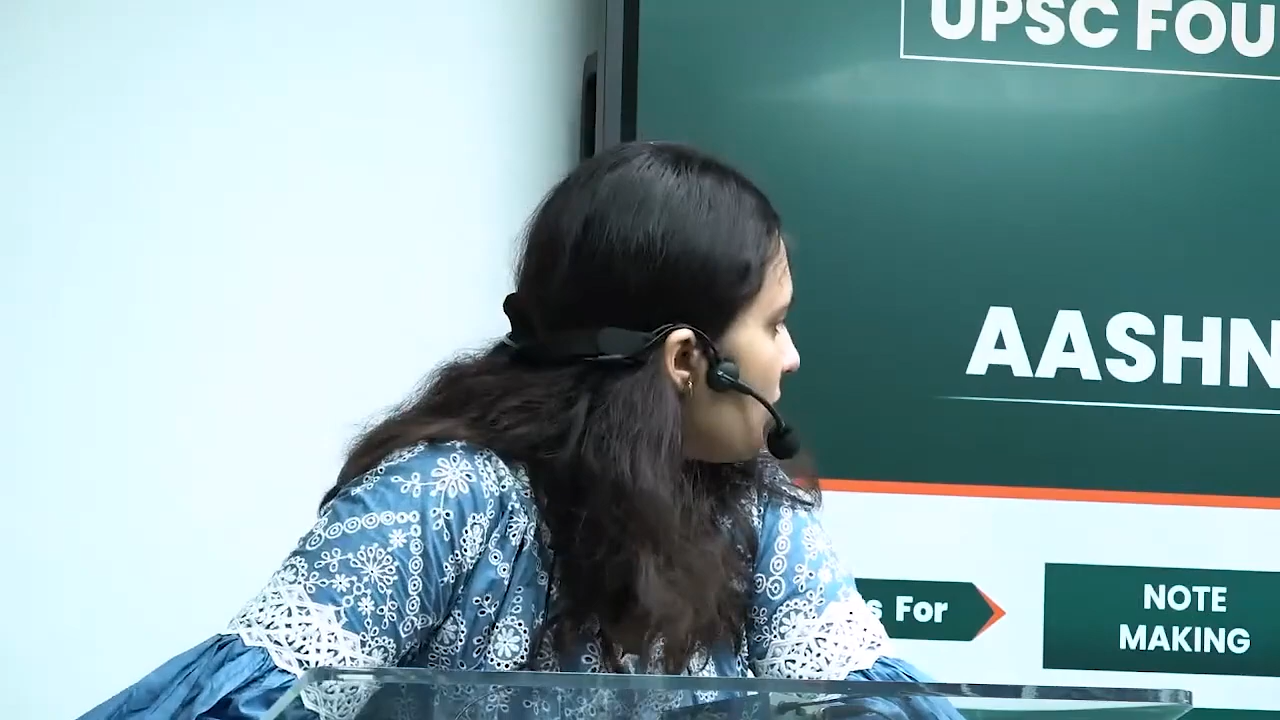 UPSC FOU
AASHN
s For
NOTE
MAKING